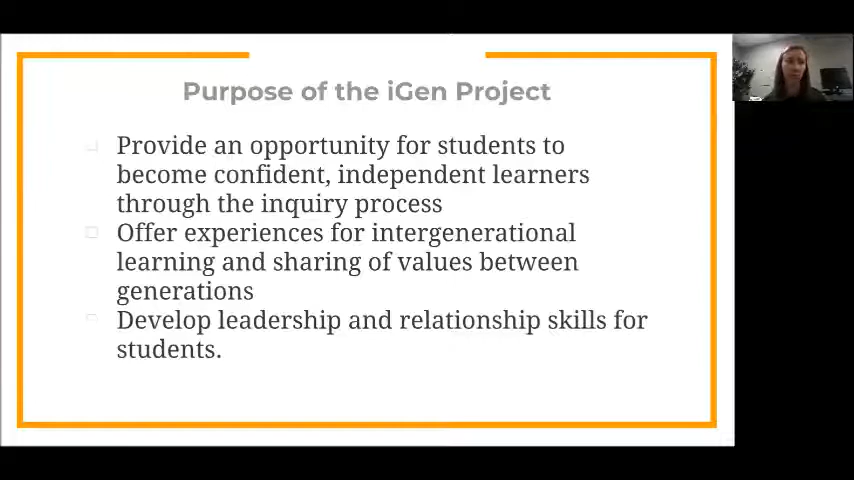 Purpose of the iGen Project
Provide an opportunity for students to
become confident, independent learners
through the inquiry process
Offer experiences for intergenerational
learning and sharing of values between
generations
Develop leadership and relationship skills for
students.